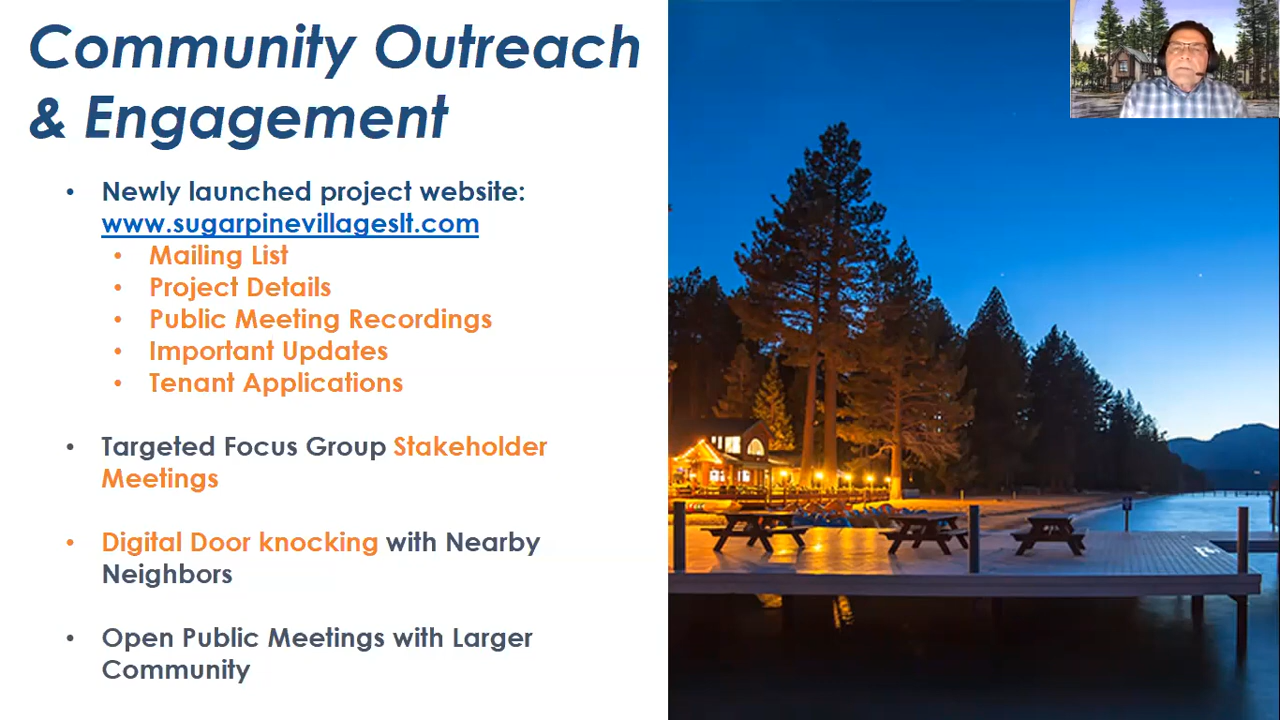 Community Outreach
& Engagement
• Newly launched project website:
www.sugarpinevillageslt.com
• Mailing List
• Project Details
• Public Meeting Recordings
• Important Updates
• Tenant Applications
• Targeted Focus Group Stakeholder
Meetings
• Digital Door knocking with Nearby
Neighbors
• Open Public Meetings with Larger
Community